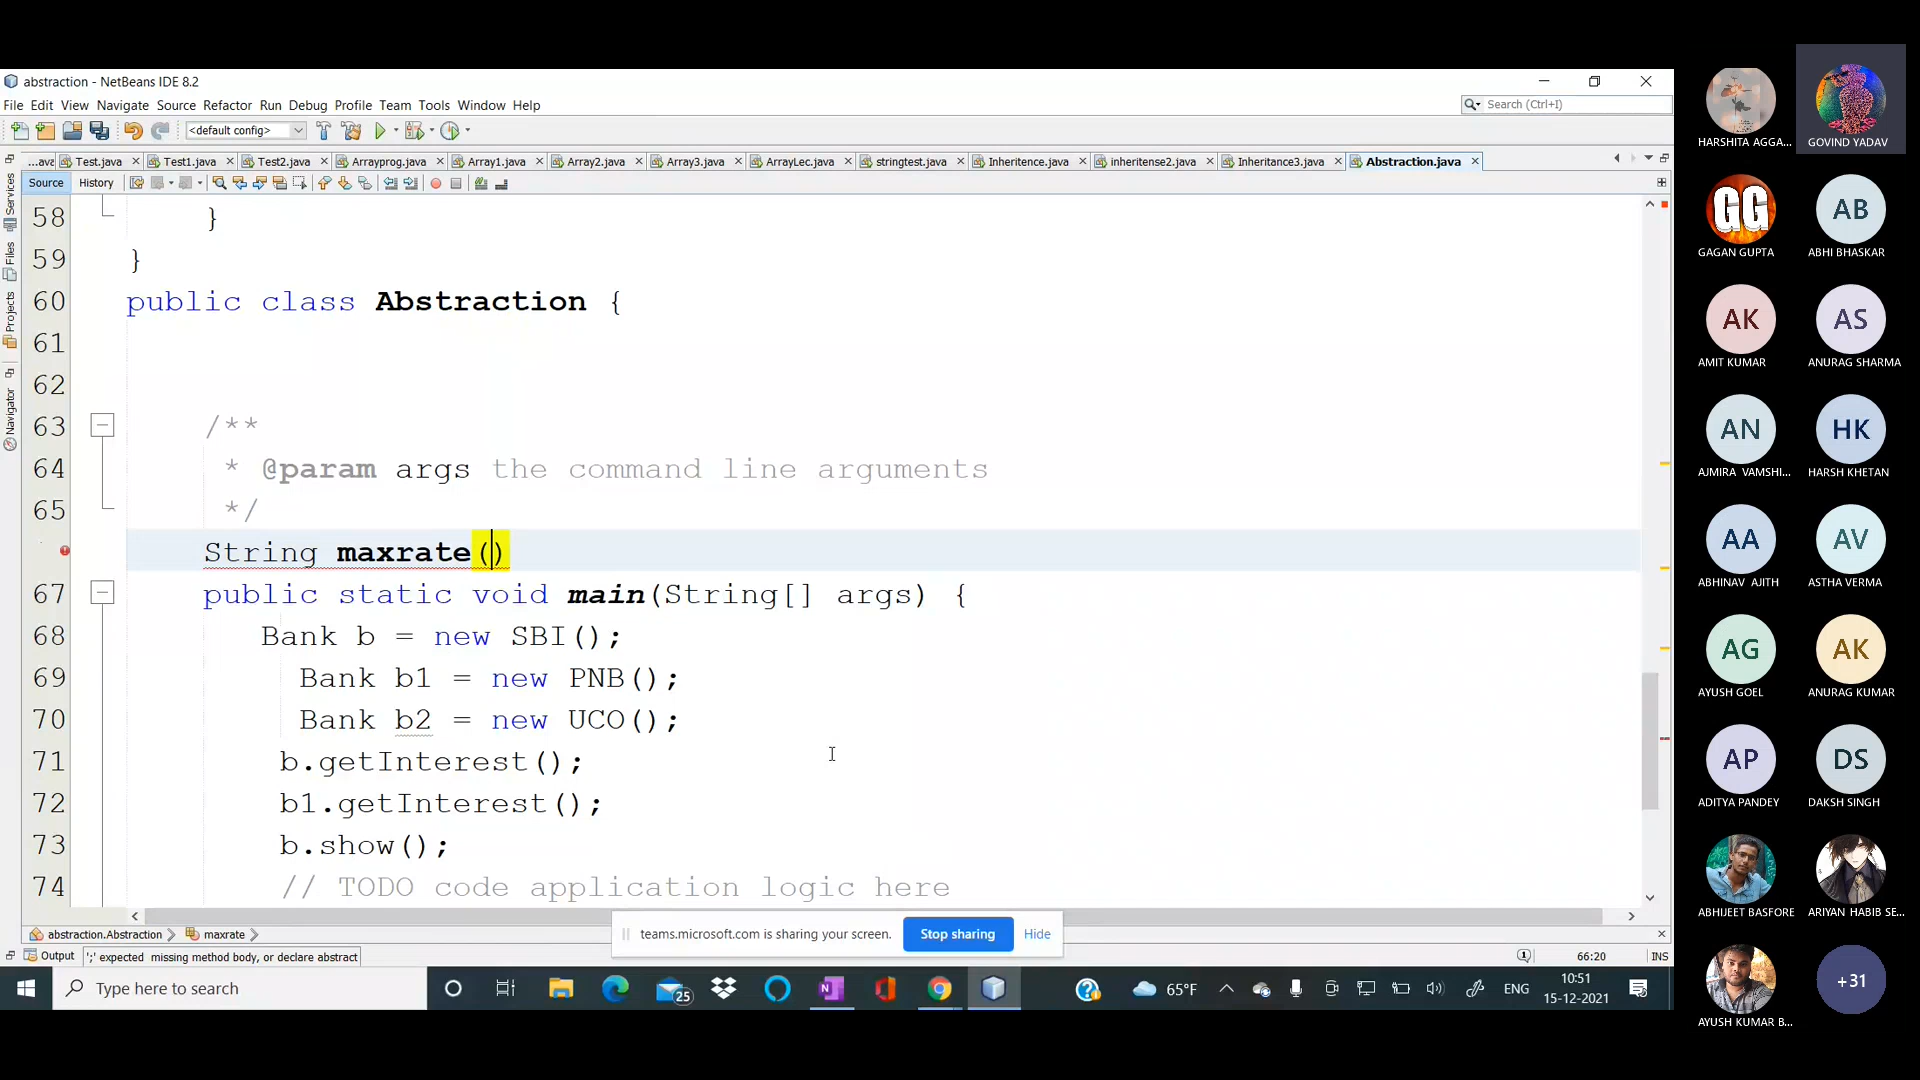 abstraction - NetBeans IDE 8.2
File Edit View Navigate Source Refactor Run Debug Profile Team Tools Window Help
Search (Ctrl+I)
<default config>
...ava Test.java Test1.java Test2.java Arrayprog.java Array1.java Array2.java Array3.java ArrayLec.java stringtest.java Inheritence.java inheritense2.java Inheritance3.java Abstraction.java
Source History
Services
Files
Projects
Navigator
58 }
59 }
60 public class Abstraction {
61
62
63 /**
64 * @param args the command line arguments
65 */
String maxrate()
67 public static void main(String[] args) {
68 Bank b = new SBI();
69 Bank b1 = new PNB();
70 Bank b2 = new UCO();
71 b.getInterest();
72 b1.getInterest();
73 b.show();
74 // TODO code application logic here
teams.microsoft.com is sharing your screen. Stop sharing Hide
abstraction.Abstraction maxrate
Output ';' expected missing method body, or declare abstract
1 66:20 INS
Type here to search
25
65°F
ENG
10:51
15-12-2021
HARSHITA AGGA...
GOVIND YADAV
GG
GAGAN GUPTA
AB
ABHI BHASKAR
AK
AMIT KUMAR
AS
ANURAG SHARMA
AN
AJMIRA VAMSHI...
HK
HARSH KHETAN
AA
ABHINAV AJITH
AV
ASTHA VERMA
AG
AYUSH GOEL
AK
ANURAG KUMAR
AP
ADITYA PANDEY
DS
DAKSH SINGH
ABHIJEET BASFORE
ARIYAN HABIB SE...
AYUSH KUMAR B...
+31